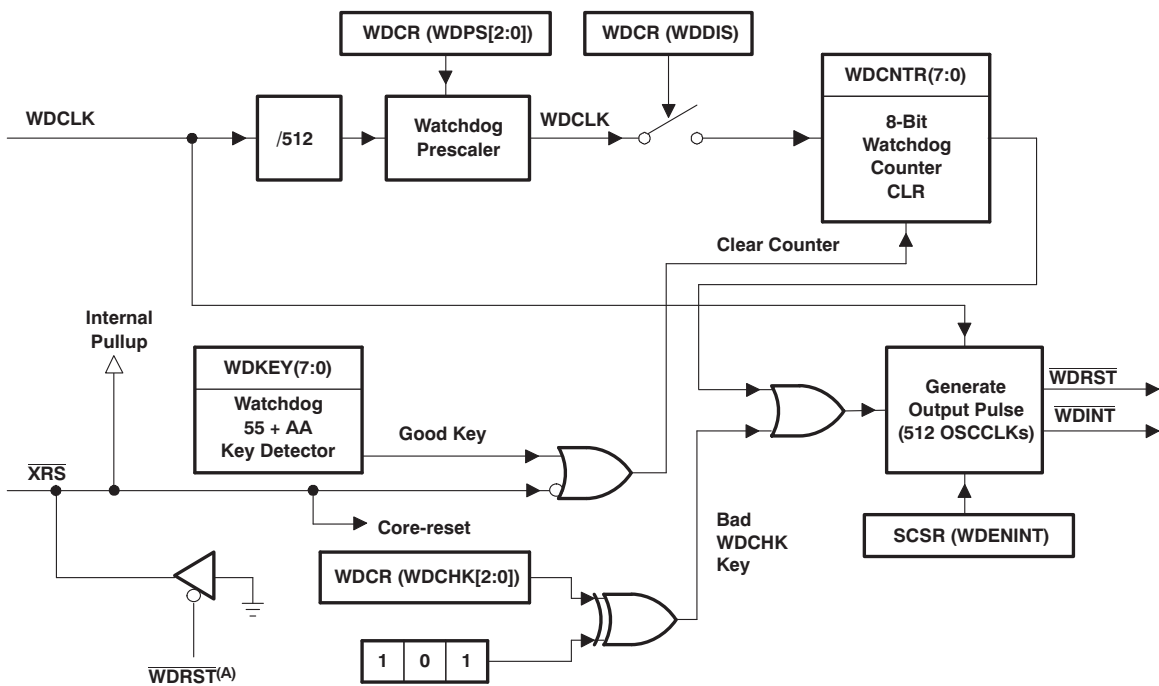 WDCR (WDPS[2:0])
WDCR (WDDIS)
WDCNTR(7:0)
WDCLK
/512
Watchdog
Prescaler
WDCLK
8-Bit
Watchdog
Counter
CLR
Clear Counter
Internal
Pullup
WDKEY(7:0)
Watchdog
55 + AA
Key Detector
Good Key
Generate
Output Pulse
(512 OSCCLKs)
WDRST
WDINT
XRS
Core-reset
Bad
WDCHK
Key
SCSR (WDENINT)
WDCR (WDCHK[2:0])
1 0 1
WDRST(A)